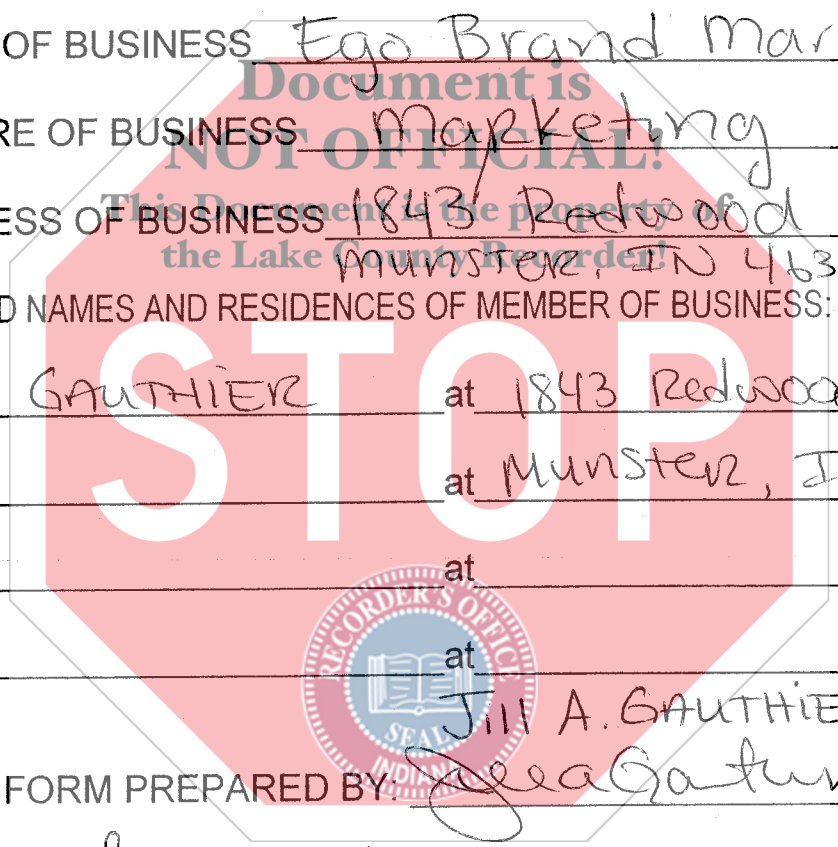 OF BUSINESS Ego Brand Mar
Document is
RE OF BUSINESS Marketing
NOT OFFICIAL!
ESS OF BUSINESS 1843 Redwood
This Document is the property of
the Lake County Recorder!
Munster, IN 463
D NAMES AND RESIDENCES OF MEMBER OF BUSINESS:
STOP
GAUTHIER at 1843 Redwoo
at Munster, I
at
at
RECORDER'S OFFICE
SEAL
INDIANA
Jill A. GAUTHIE
FORM PREPARED BY: